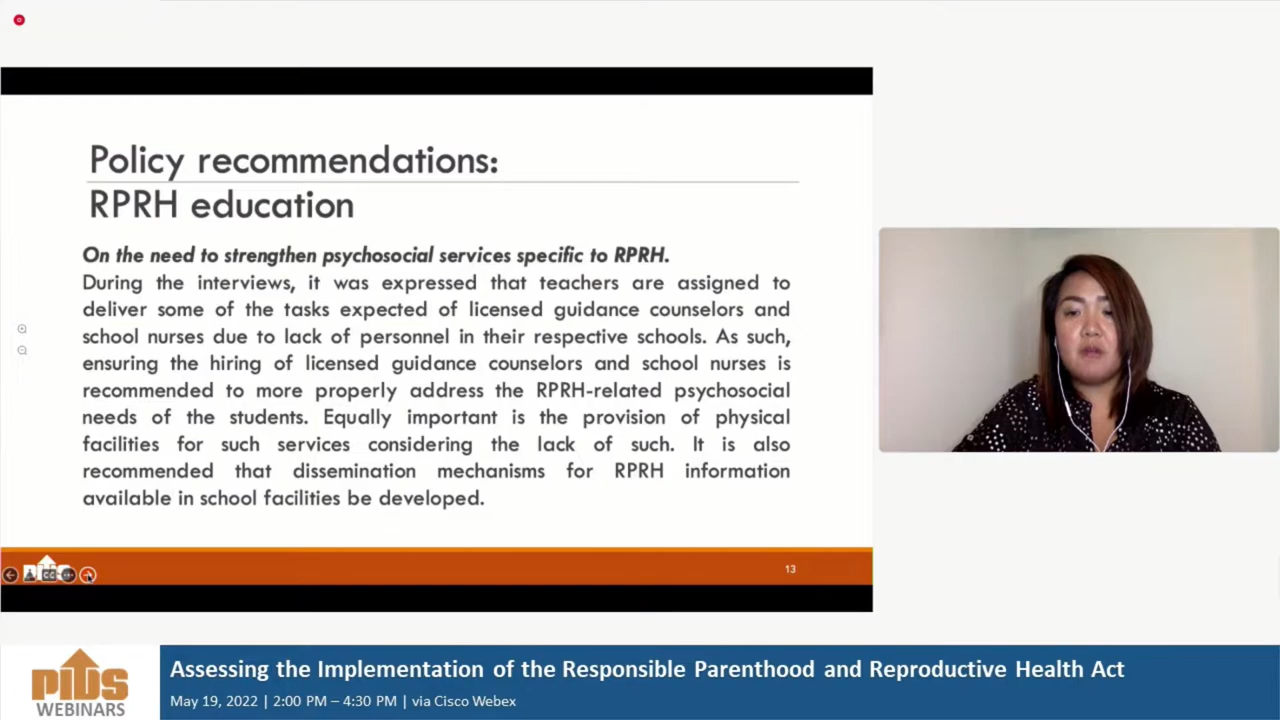 Policy recommendations:
RPRH education
On the need to strengthen psychosocial services specific to RPRH.
During the interviews, it was expressed that teachers are assigned to
deliver some of the tasks expected of licensed guidance counselors and
school nurses due to lack of personnel in their respective schools. As such,
ensuring the hiring of licensed guidance counselors and school nurses is
recommended to more properly address the RPRH-related psychosocial
needs of the students. Equally important is the provision of physical
facilities for such services considering the lack of such. It is also
recommended that dissemination mechanisms for RPRH information
available in school facilities be developed.
13
PIDS
WEBINARS
Assessing the Implementation of the Responsible Parenthood and Reproductive Health Act
May 19, 2022 | 2:00 PM – 4:30 PM | via Cisco Webex